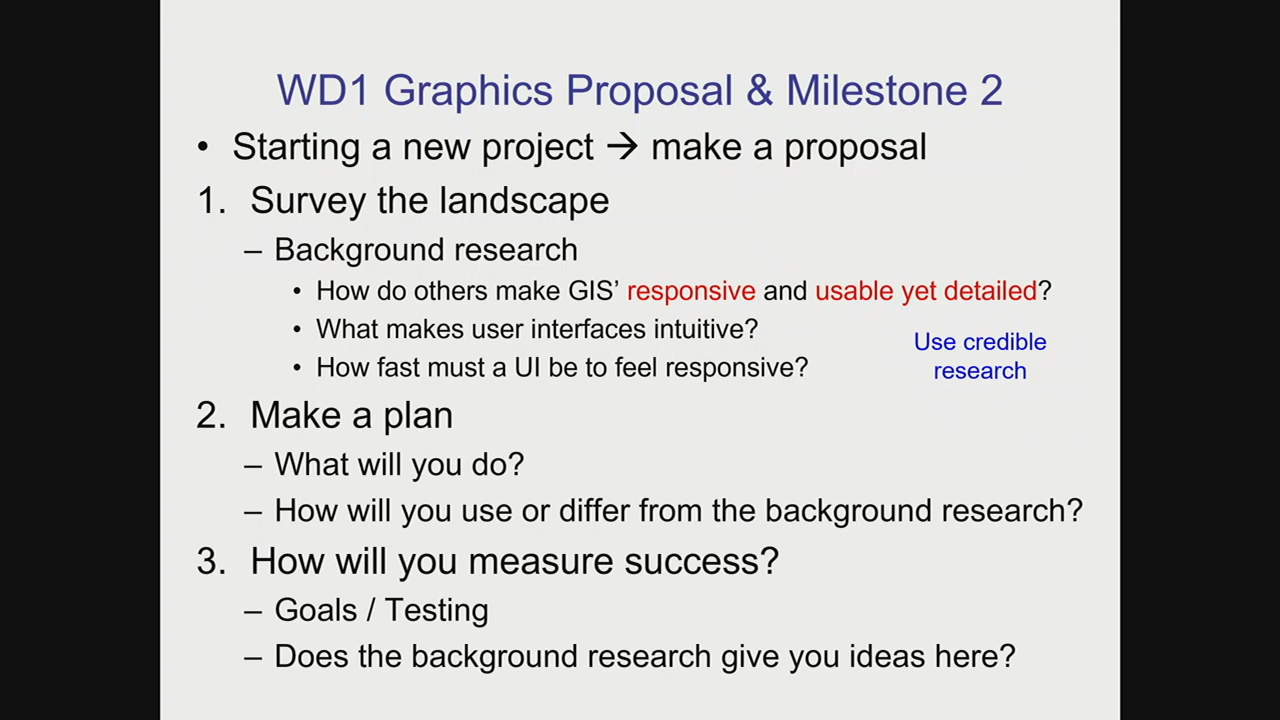 WD1 Graphics Proposal & Milestone 2
• Starting a new project → make a proposal
1. Survey the landscape
– Background research
• How do others make GIS’ responsive and usable yet detailed?
• What makes user interfaces intuitive?
• How fast must a UI be to feel responsive?
Use credible
research
2. Make a plan
– What will you do?
– How will you use or differ from the background research?
3. How will you measure success?
– Goals / Testing
– Does the background research give you ideas here?